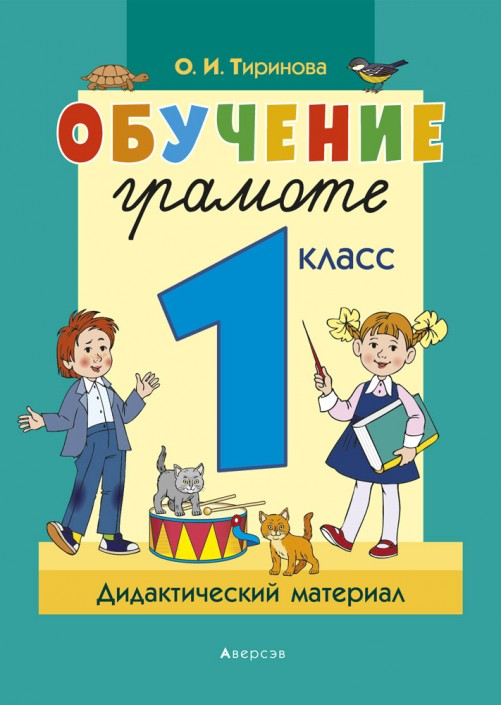 О. И. Тиринова
ОБУЧЕНИЕ
грамоте
1
класс
Дидактический материал
Аверсэв